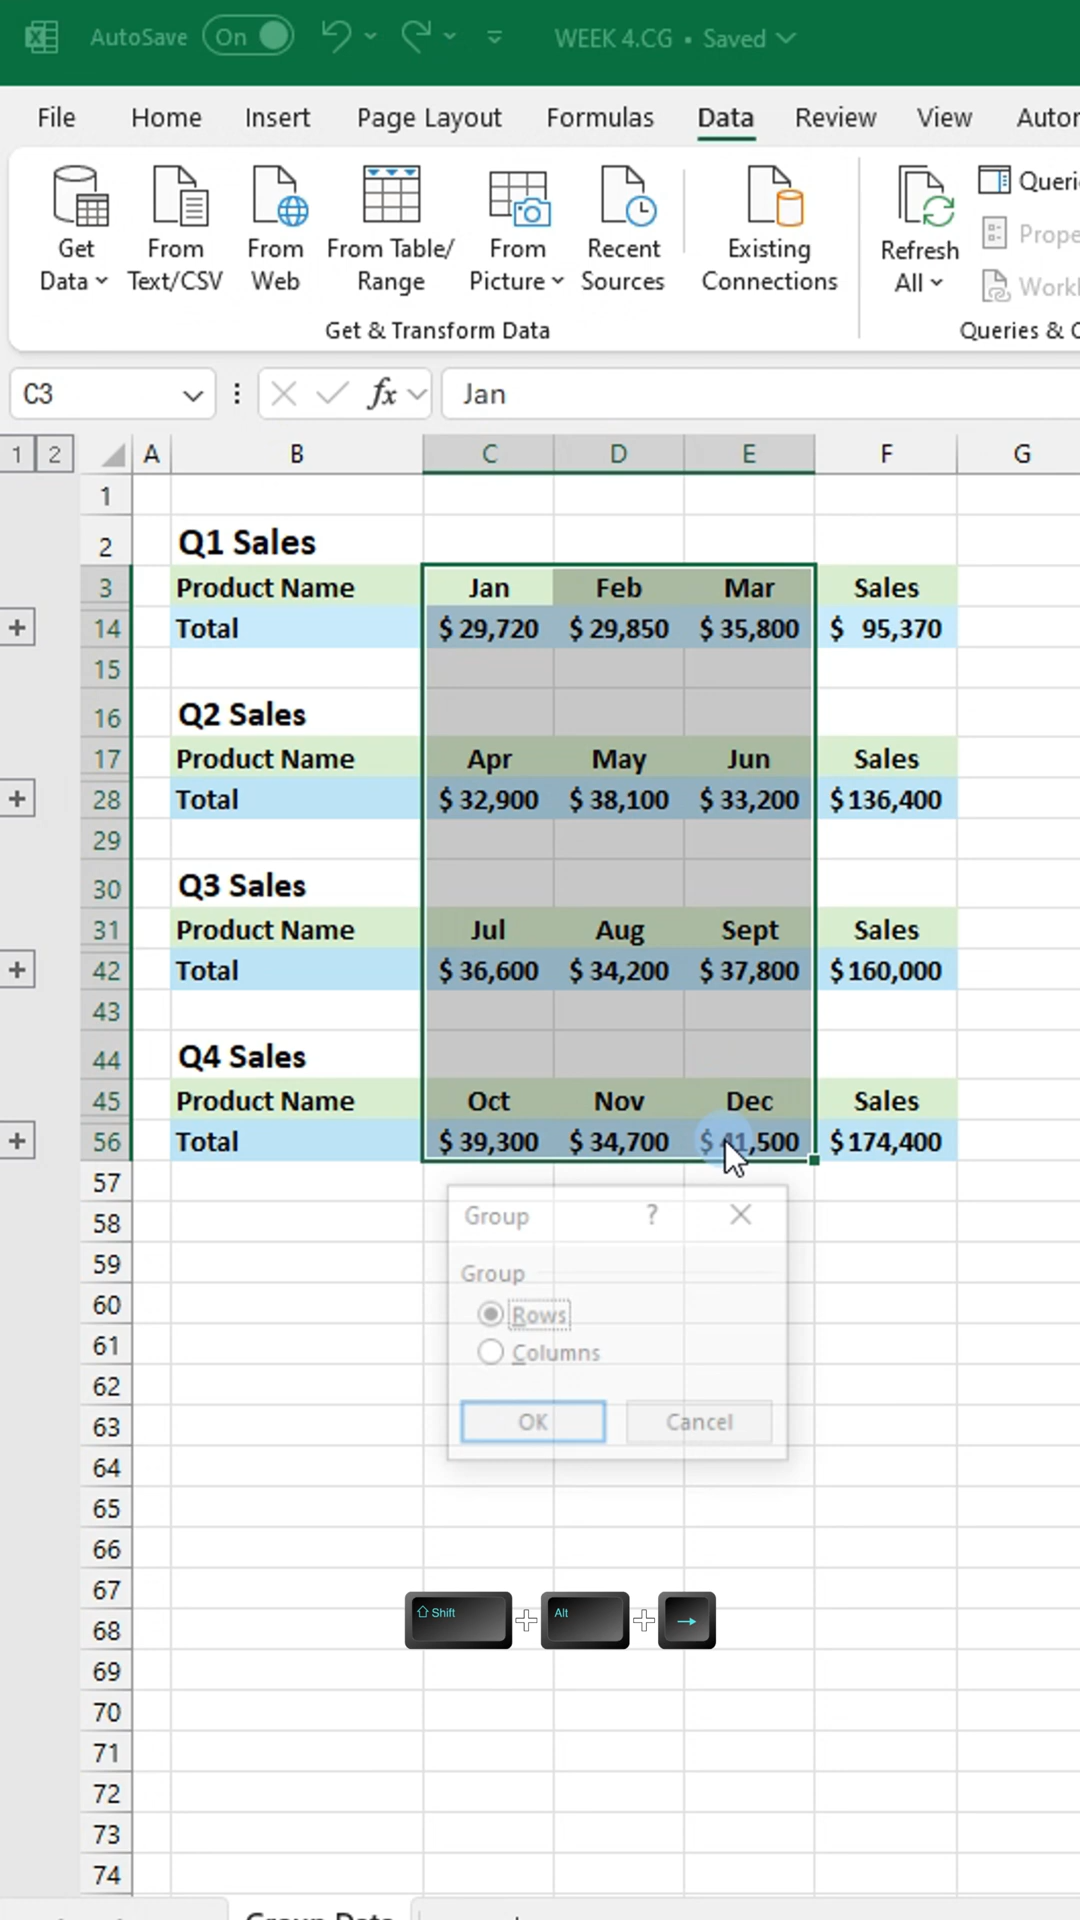 AutoSave On WEEK 4.CG • Saved
File Home Insert Page Layout Formulas Data Review View
Get Data From Text/CSV From Web From Table/ Range From Picture Recent Sources Existing Connections Refresh All
Get & Transform Data
C3 fx Jan
1 2 A B C D E F G
1
2 Q1 Sales
3 Product Name Jan Feb Mar Sales
14 Total $ 29,720 $ 29,850 $ 35,800 $ 95,370
15
16 Q2 Sales
17 Product Name Apr May Jun Sales
28 Total $ 32,900 $ 38,100 $ 33,200 $136,400
29
30 Q3 Sales
31 Product Name Jul Aug Sept Sales
42 Total $ 36,600 $ 34,200 $ 37,800 $160,000
43
44 Q4 Sales
45 Product Name Oct Nov Dec Sales
56 Total $ 39,300 $ 34,700 $ 41,500 $174,400
57
58 Group ? X
59 Group
60 Rows
61 Columns
62
63 OK Cancel
64
65
66
67
68 Shift + Alt + →
69
70
71
72
73
74
Group Data